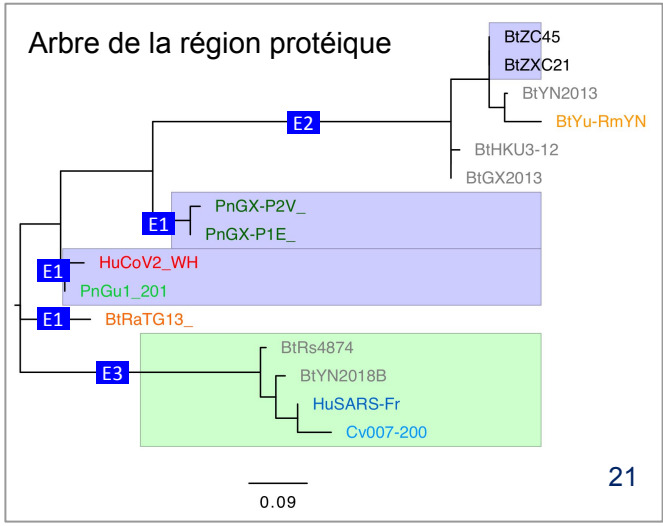 Arbre de la région protéique
BtZC45
BtZXC21
BtYN2013
E2
BtYu-RmYN
BtHKU3-12
BtGX2013
PnGX-P2V_
E1
PnGX-P1E_
HuCoV2_WH
E1
PnGu1_201
E1
BtRaTG13_
BtRs4874
E3
BtYN2018B
HuSARS-Fr
Cv007-200
21
0.09